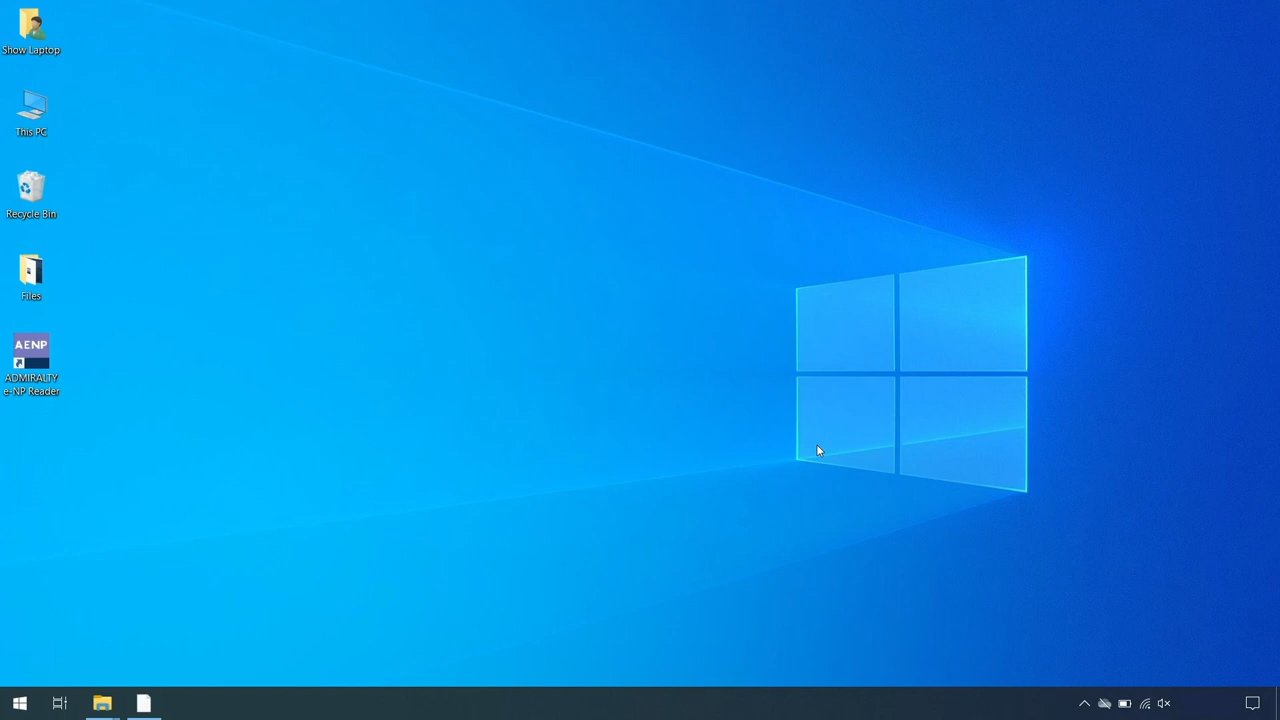 Show Laptop
This PC
Recycle Bin
Files
AENP
ADMIRALTY
e-NP Reader